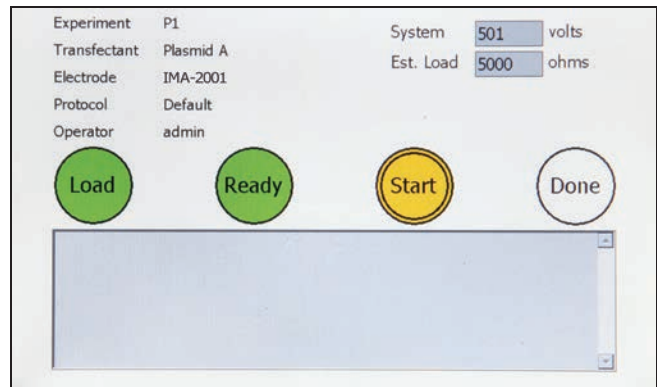 Experiment P1
Transfectant Plasmid A
Electrode IMA-2001
Protocol Default
Operator admin
System 501 volts
Est. Load 5000 ohms
Load Ready Start Done